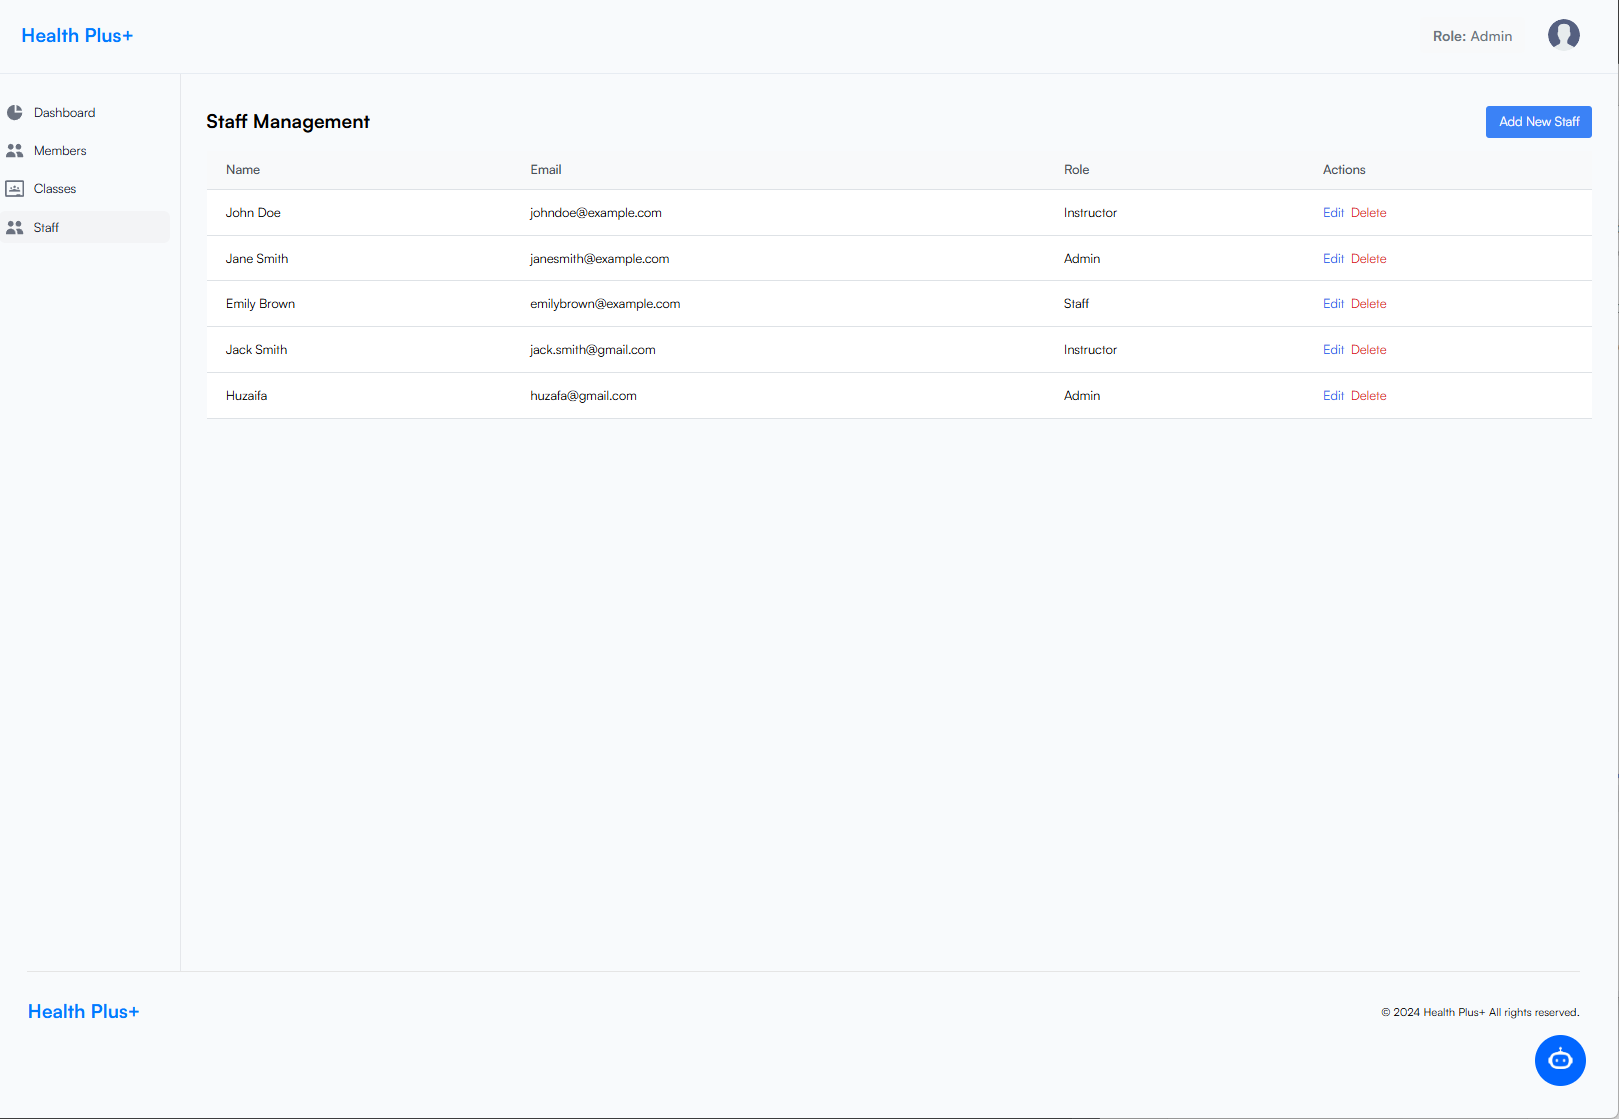 Health Plus+
Role: Admin
Dashboard
Members
Classes
Staff
Staff Management
Add New Staff
Name Email Role Actions
John Doe johndoe@example.com Instructor Edit Delete
Jane Smith janesmith@example.com Admin Edit Delete
Emily Brown emilybrown@example.com Staff Edit Delete
Jack Smith jack.smith@gmail.com Instructor Edit Delete
Huzaifa huzafa@gmail.com Admin Edit Delete
Health Plus+
© 2024 Health Plus+ All rights reserved.